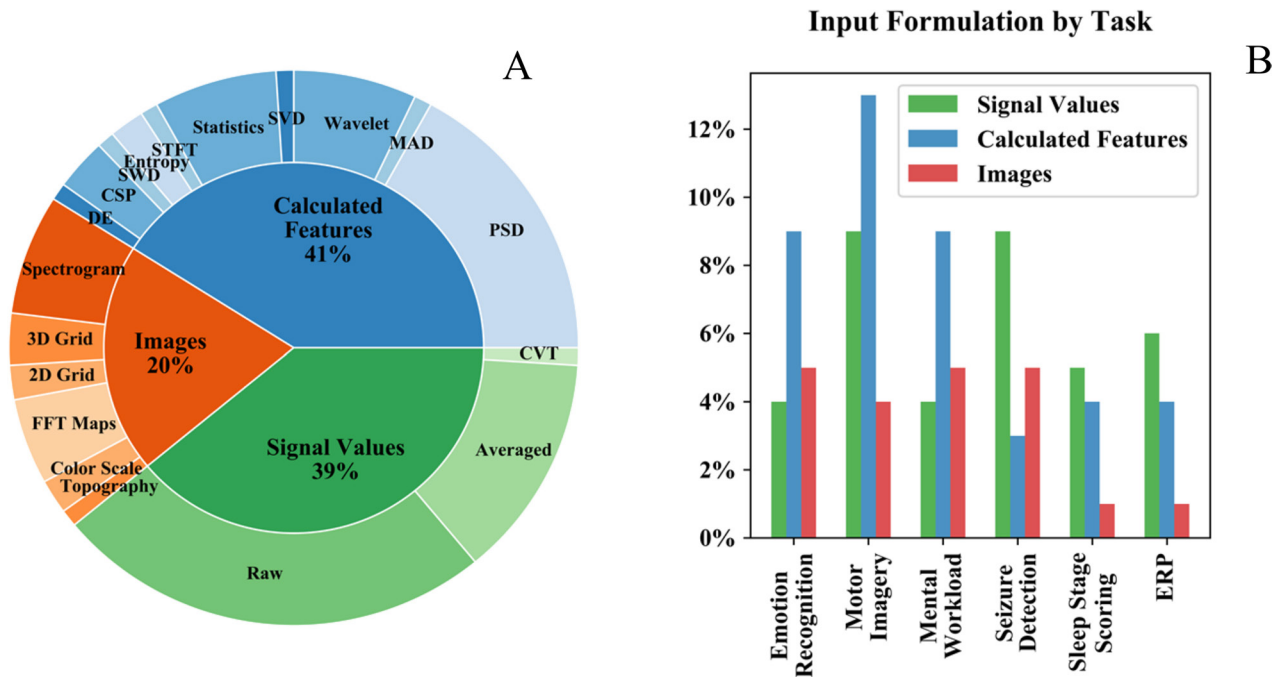 A
SVD
Wavelet
MAD
Statistics
STFT
Entropy
SWD
CSP
DE
PSD
Calculated
Features
41%
Spectrogram
3D Grid
2D Grid
FFT Maps
Color Scale
Topography
Images
20%
Signal Values
39%
CVT
Averaged
Raw
Input Formulation by Task
B
Signal Values
Calculated Features
Images
12%
10%
8%
6%
4%
2%
0%
Emotion
Recognition
Motor
Imagery
Mental
Workload
Seizure
Detection
Sleep Stage
Scoring
ERP